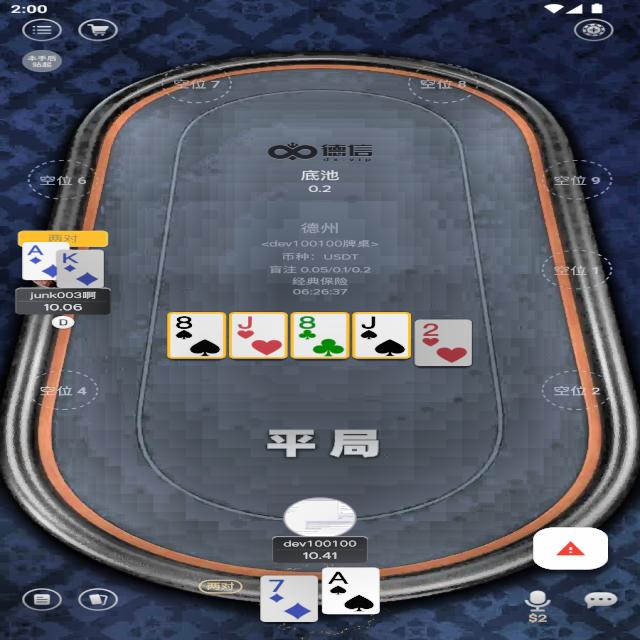 2:00
本手后
站起
空位 7
空位 8
德信
dx.vip
底池
0.2
空位 6
空位 9
德州
<dev100100牌桌>
币种：USDT
盲注 0.05/0.1/0.2
经典保险
06:26:37
两对
A
K
空位 1
junk003啊
10.06
D
8
J
8
J
2
空位 4
空位 2
平局
dev100100
10.41
两对
7
A
$2